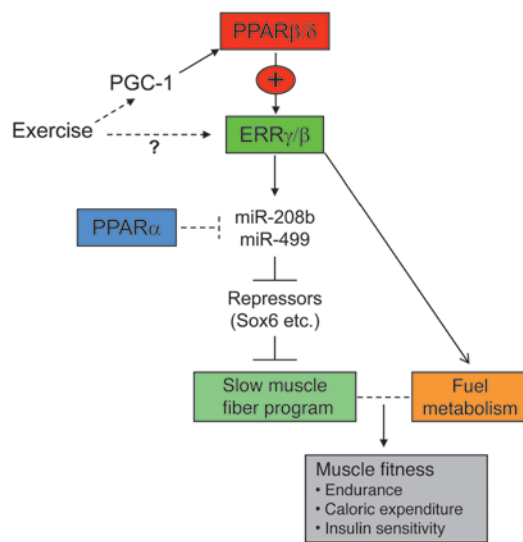 PPARβ/δ
+
PGC-1
Exercise
?
ERRγ/β
PPARα
miR-208b
miR-499
Repressors
(Sox6 etc.)
Slow muscle
fiber program
Fuel
metabolism
Muscle fitness
• Endurance
• Caloric expenditure
• Insulin sensitivity